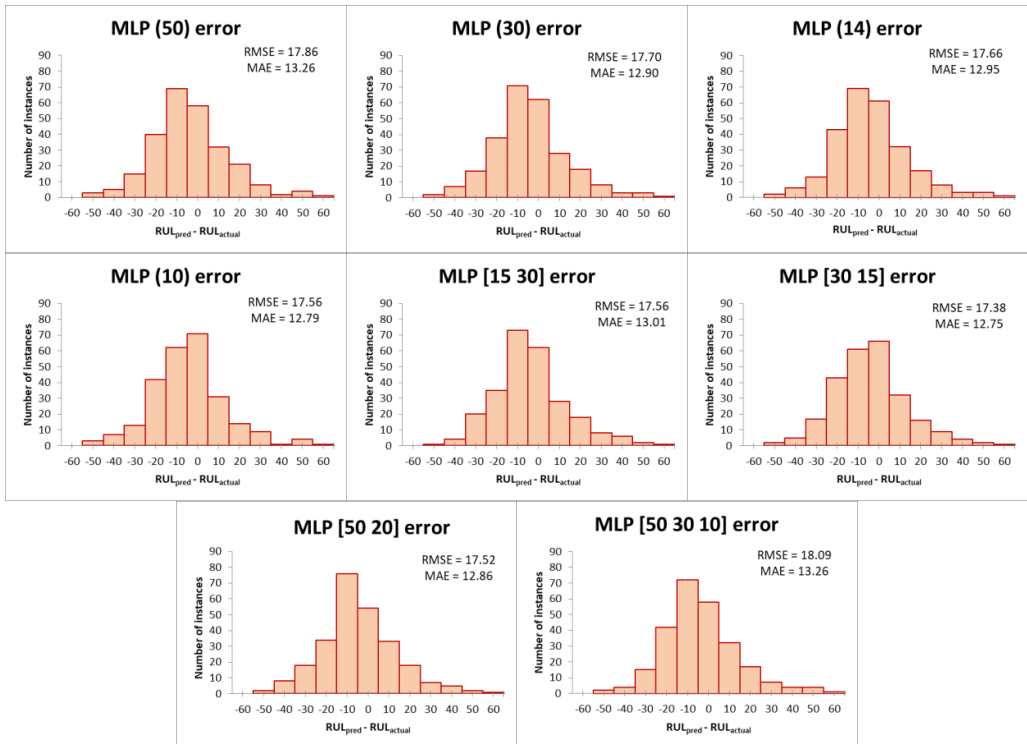 MLP (50) error
RMSE = 17.86
MAE = 13.26
Number of instances
90
80
70
60
50
40
30
20
10
0
-60 -50 -40 -30 -20 -10 0 10 20 30 40 50 60
RULpred - RULactual
MLP (30) error
RMSE = 17.70
MAE = 12.90
Number of instances
90
80
70
60
50
40
30
20
10
0
-60 -50 -40 -30 -20 -10 0 10 20 30 40 50 60
RULpred - RULactual
MLP (14) error
RMSE = 17.66
MAE = 12.95
Number of instances
90
80
70
60
50
40
30
20
10
0
-60 -50 -40 -30 -20 -10 0 10 20 30 40 50 60
RULpred - RULactual
MLP (10) error
RMSE = 17.56
MAE = 12.79
Number of instances
90
80
70
60
50
40
30
20
10
0
-60 -50 -40 -30 -20 -10 0 10 20 30 40 50 60
RULpred - RULactual
MLP [15 30] error
RMSE = 17.56
MAE = 13.01
Number of instances
90
80
70
60
50
40
30
20
10
0
-60 -50 -40 -30 -20 -10 0 10 20 30 40 50 60
RULpred - RULactual
MLP [30 15] error
RMSE = 17.38
MAE = 12.75
Number of instances
90
80
70
60
50
40
30
20
10
0
-60 -50 -40 -30 -20 -10 0 10 20 30 40 50 60
RULpred - RULactual
MLP [50 20] error
RMSE = 17.52
MAE = 12.86
Number of instances
90
80
70
60
50
40
30
20
10
0
-60 -50 -40 -30 -20 -10 0 10 20 30 40 50 60
RULpred - RULactual
MLP [50 30 10] error
RMSE = 18.09
MAE = 13.26
Number of instances
90
80
70
60
50
40
30
20
10
0
-60 -50 -40 -30 -20 -10 0 10 20 30 40 50 60
RULpred - RULactual